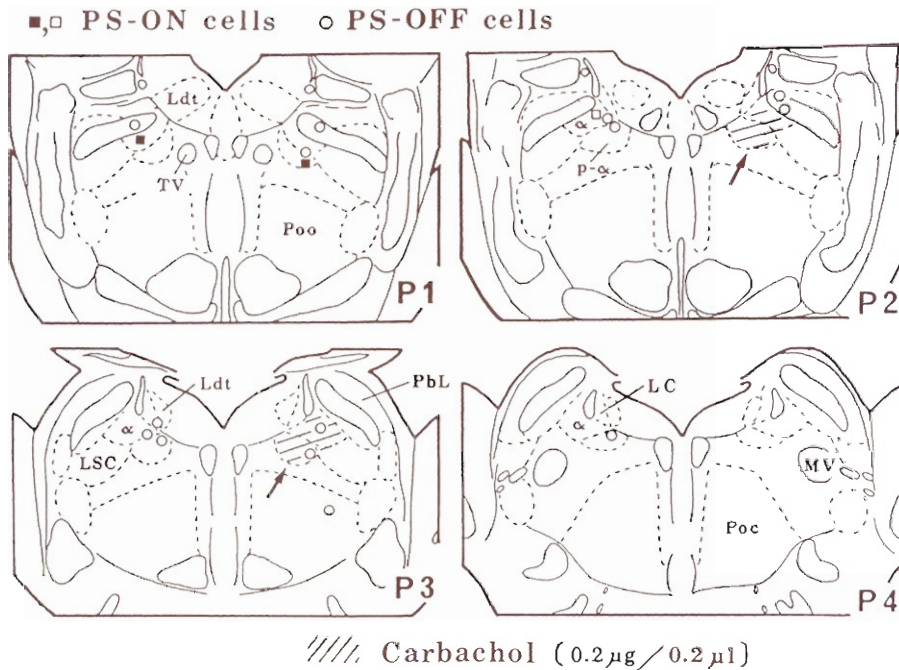 ■,□ PS-ON cells ○ PS-OFF cells
Ldt
TV
Poo
P1
α
p-α
P2
Ldt
PbL
α
LSC
P3
LC
α
MV
Poc
P4
Carbachol (0.2μg/0.2μl)